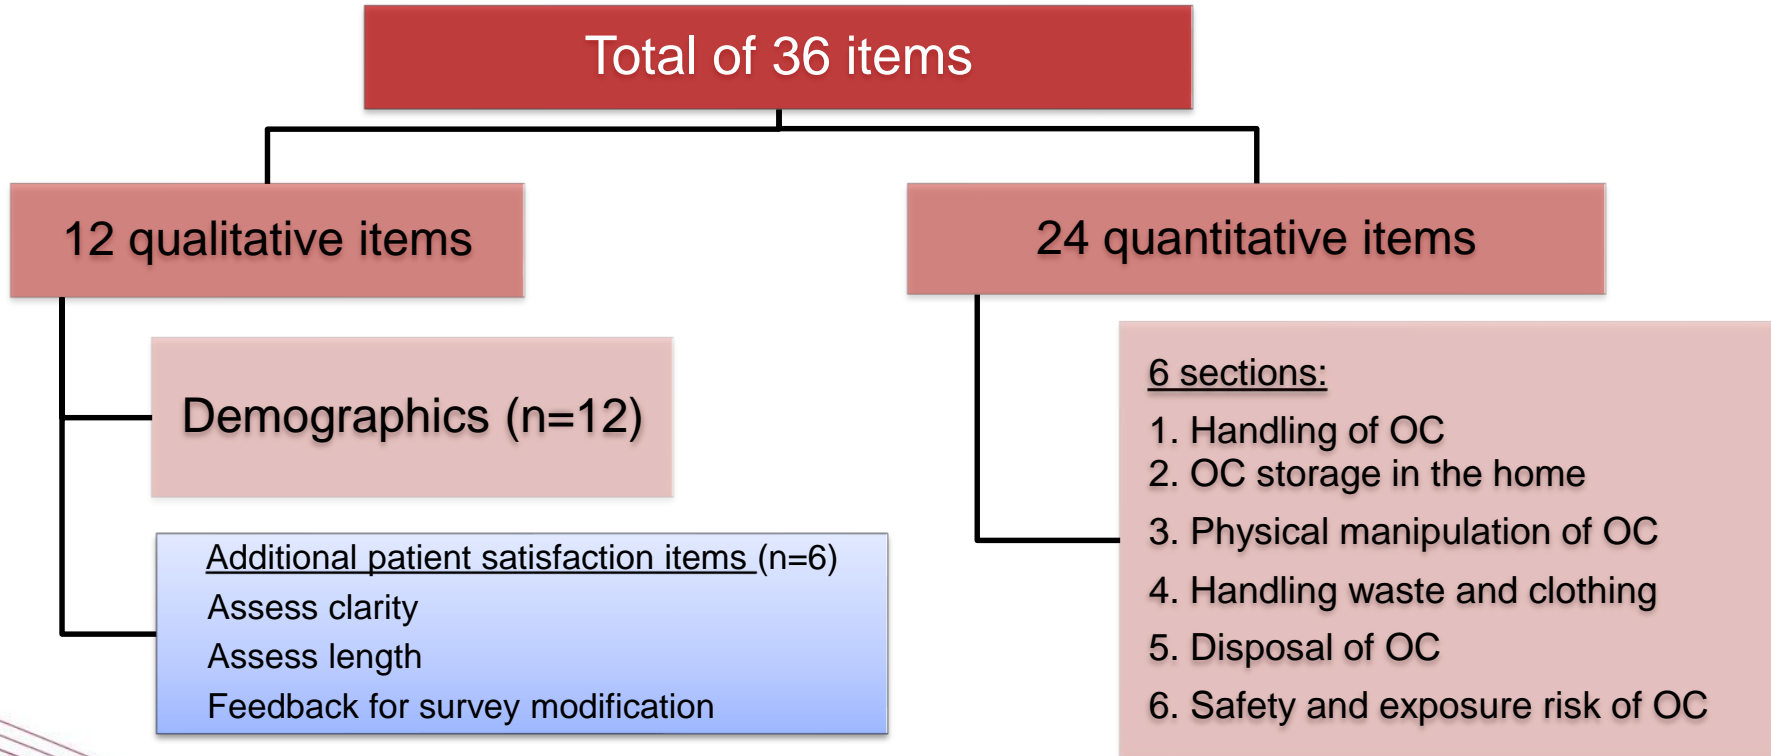 Total of 36 items
12 qualitative items
24 quantitative items
Demographics (n=12)
Additional patient satisfaction items (n=6)
Assess clarity
Assess length
Feedback for survey modification
6 sections:
1. Handling of OC
2. OC storage in the home
3. Physical manipulation of OC
4. Handling waste and clothing
5. Disposal of OC
6. Safety and exposure risk of OC